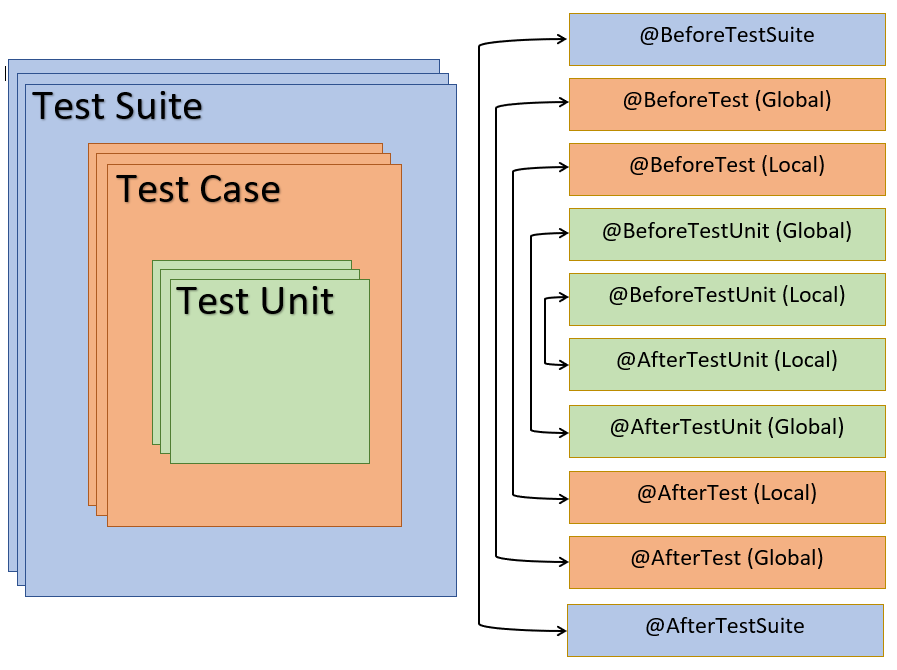 Test Suite
Test Case
Test Unit
@BeforeTestSuite
@BeforeTest (Global)
@BeforeTest (Local)
@BeforeTestUnit (Global)
@BeforeTestUnit (Local)
@AfterTestUnit (Local)
@AfterTestUnit (Global)
@AfterTest (Local)
@AfterTest (Global)
@AfterTestSuite